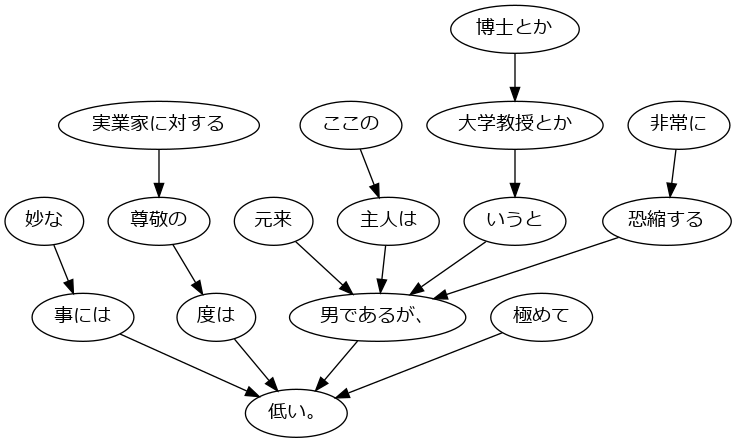 博士とか
実業家に対する
ここの
大学教授とか
非常に
妙な
尊敬の
元来
主人は
いうと
恐縮する
事には
度は
男であるが、
極めて
低い。